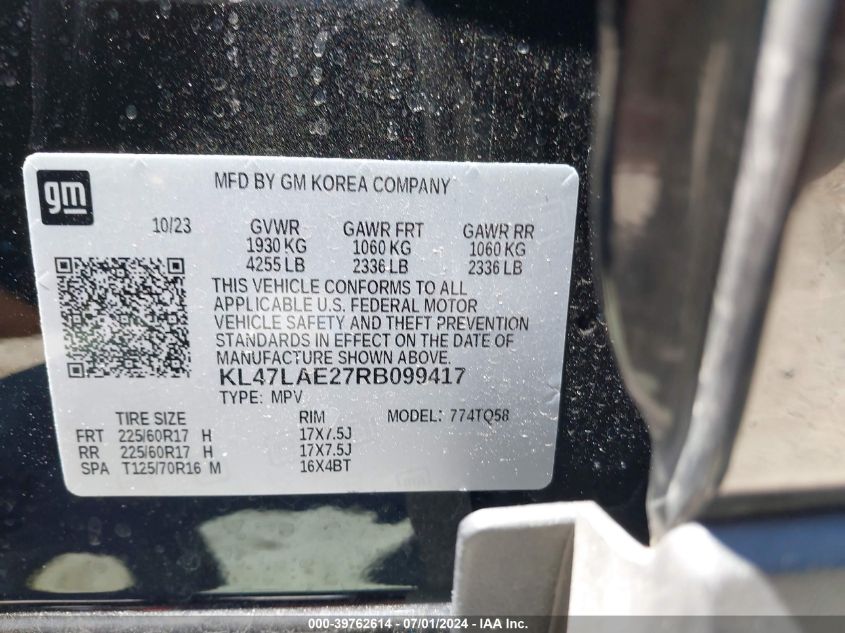 gm
MFD BY GM KOREA COMPANY
10/23 GVWR GAWR FRT GAWR RR
1930 KG 1060 KG 1060 KG
4255 LB 2336 LB 2336 LB
THIS VEHICLE CONFORMS TO ALL
APPLICABLE U.S. FEDERAL MOTOR
VEHICLE SAFETY AND THEFT PREVENTION
STANDARDS IN EFFECT ON THE DATE OF
MANUFACTURE SHOWN ABOVE.
KL47LAE27RB099417
TYPE: MPV MODEL: 774TQ58
TIRE SIZE RIM
FRT 225/60R17 H 17X7.5J
RR 225/60R17 H 17X7.5J
SPA T125/70R16 M 16X4BT
000-39762614 - 07/01/2024 - IAAI.com